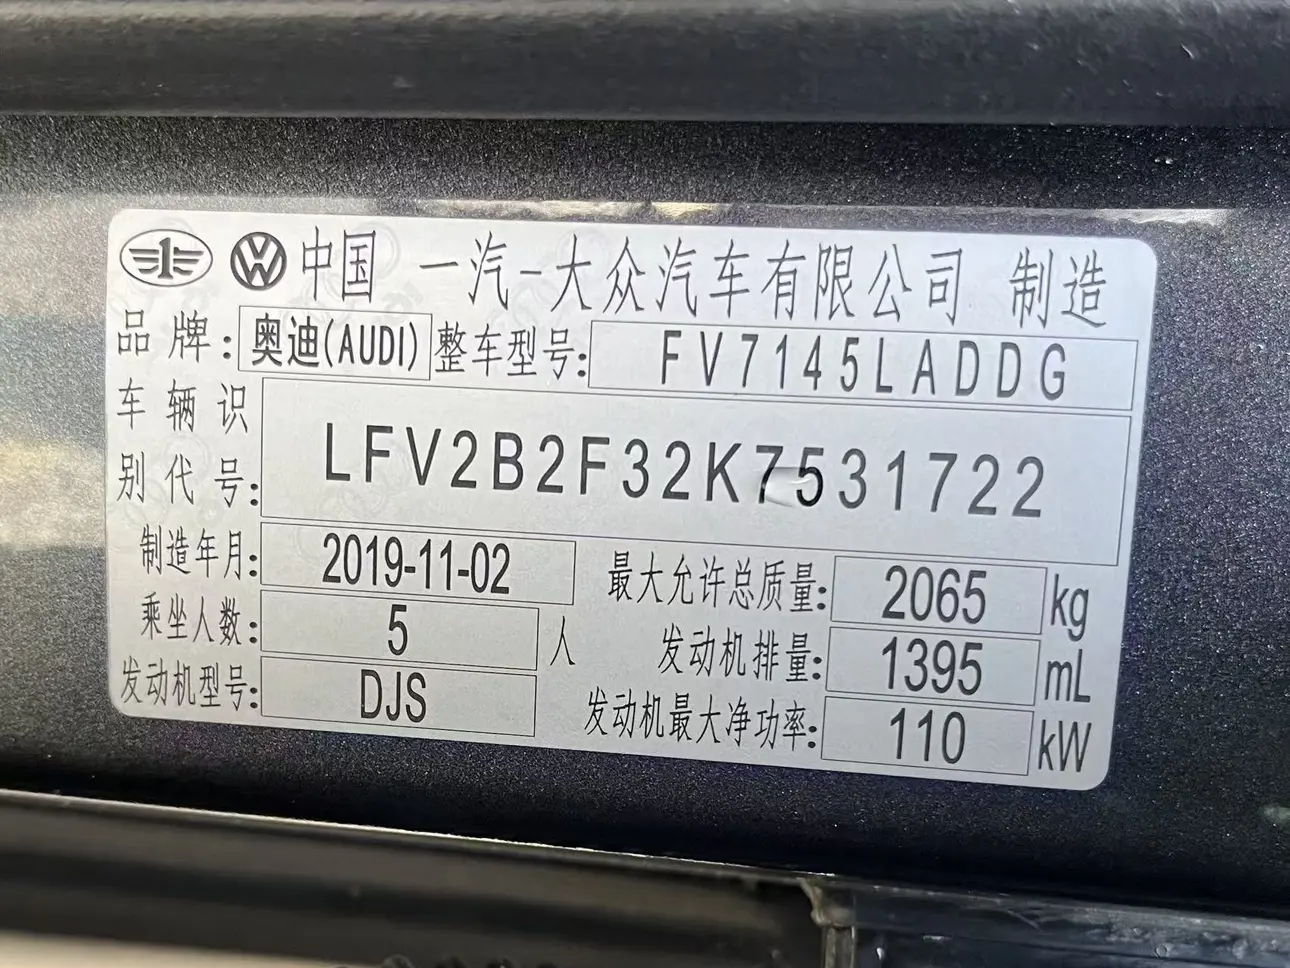 中国 一汽-大众汽车有限公司 制造
品牌: 奥迪(AUDI) 整车型号: FV7145LADDG
车辆识别代号: LFV2B2F32K7531722
制造年月: 2019-11-02 最大允许总质量: 2065 kg
乘坐人数: 5 人 发动机排量: 1395 mL
发动机型号: DJS 发动机最大净功率: 110 kW